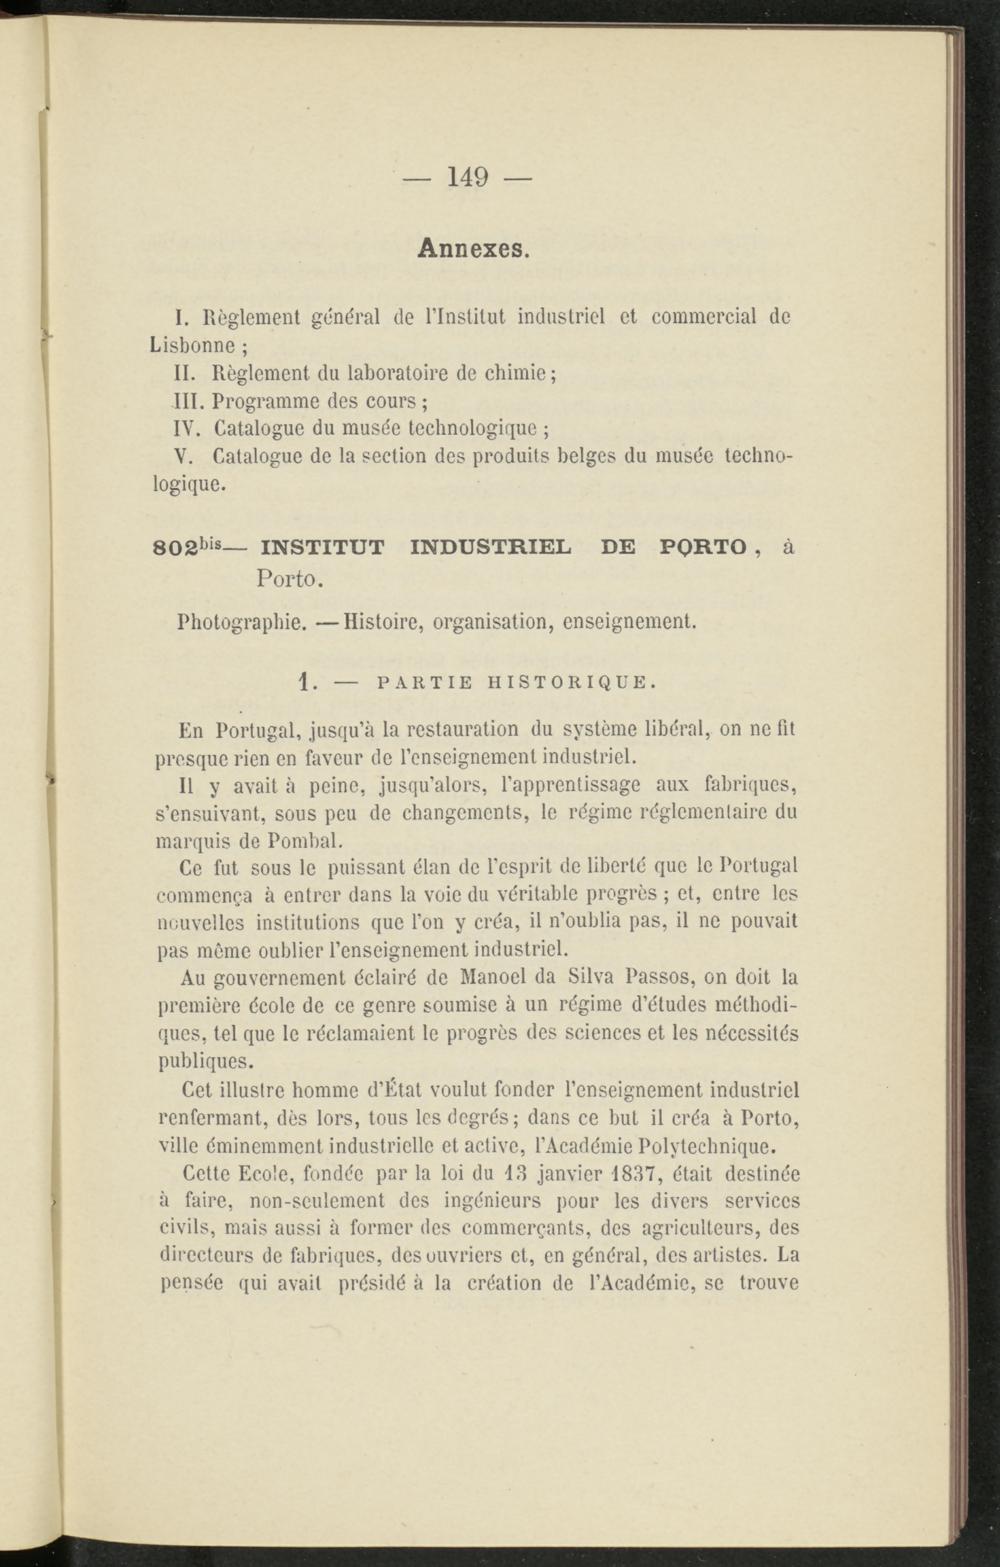 — 149 —
Annexes.
I. Règlement général de l'Institut industriel et commercial de
Lisbonne ;
II. Règlement du laboratoire de chimie ;
III. Programme des cours ;
IV. Catalogue du musée technologique ;
V. Catalogue de la section des produits belges du musée techno-
logique.
802bis— INSTITUT INDUSTRIEL DE PORTO, à
Porto.
Photographie. — Histoire, organisation, enseignement.
1. — PARTIE HISTORIQUE.
En Portugal, jusqu'à la restauration du système libéral, on ne fit
presque rien en faveur de l'enseignement industriel.
Il y avait à peine, jusqu'alors, l'apprentissage aux fabriques,
s'ensuivant, sous peu de changements, le régime réglementaire du
marquis de Pombal.
Ce fut sous le puissant élan de l'esprit de liberté que le Portugal
commença à entrer dans la voie du véritable progrès ; et, entre les
nouvelles institutions que l'on y créa, il n'oublia pas, il ne pouvait
pas même oublier l'enseignement industriel.
Au gouvernement éclairé de Manoel da Silva Passos, on doit la
première école de ce genre soumise à un régime d'études méthodi-
ques, tel que le réclamaient le progrès des sciences et les nécessités
publiques.
Cet illustre homme d'État voulut fonder l'enseignement industriel
renfermant, dès lors, tous les degrés ; dans ce but il créa à Porto,
ville éminemment industrielle et active, l'Académie Polytechnique.
Cette Ecole, fondée par la loi du 13 janvier 1837, était destinée
à faire, non-seulement des ingénieurs pour les divers services
civils, mais aussi à former des commerçants, des agriculteurs, des
directeurs de fabriques, des ouvriers et, en général, des artistes. La
pensée qui avait présidé à la création de l'Académie, se trouve